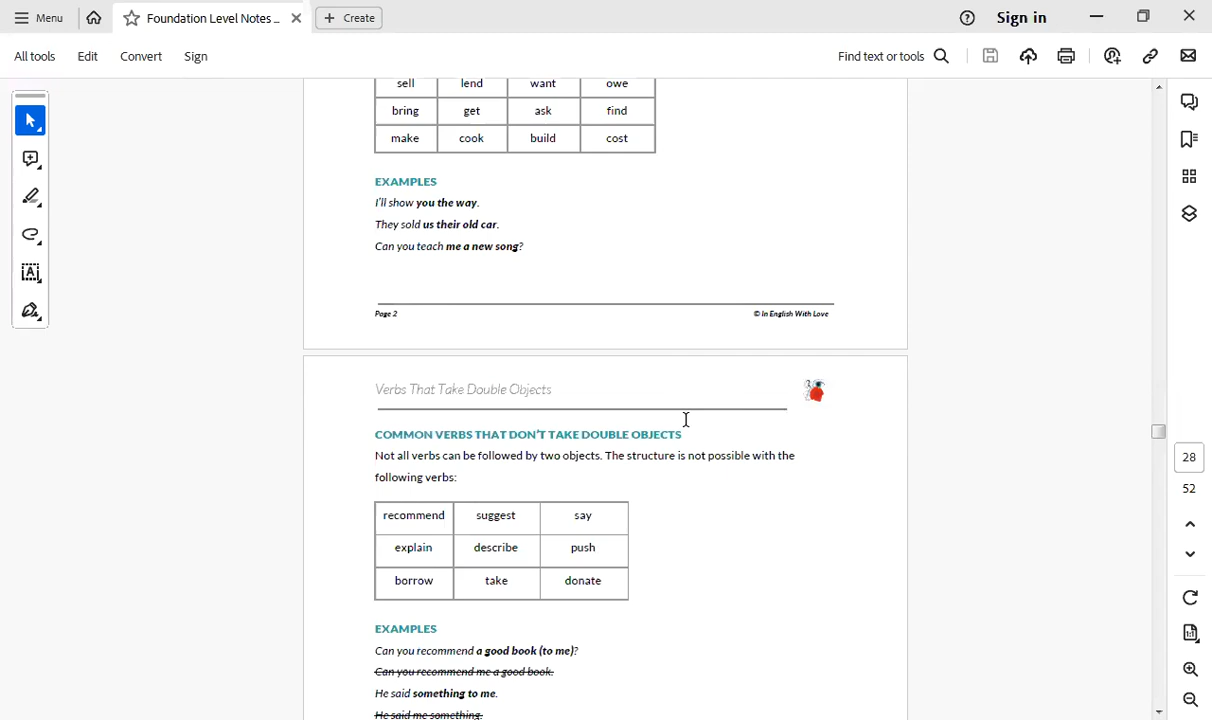 Menu
Foundation Level Notes ...
Create
Sign in
All tools
Edit
Convert
Sign
Find text or tools
sell lend want owe
bring get ask find
make cook build cost
EXAMPLES
I'll show you the way.
They sold us their old car.
Can you teach me a new song?
Page 2
© In English With Love
Verbs That Take Double Objects
COMMON VERBS THAT DON'T TAKE DOUBLE OBJECTS
Not all verbs can be followed by two objects. The structure is not possible with the
following verbs:
recommend suggest say
explain describe push
borrow take donate
EXAMPLES
Can you recommend a good book (to me)?
Can you recommend me a good book.
He said something to me.
He said me something.
28
52